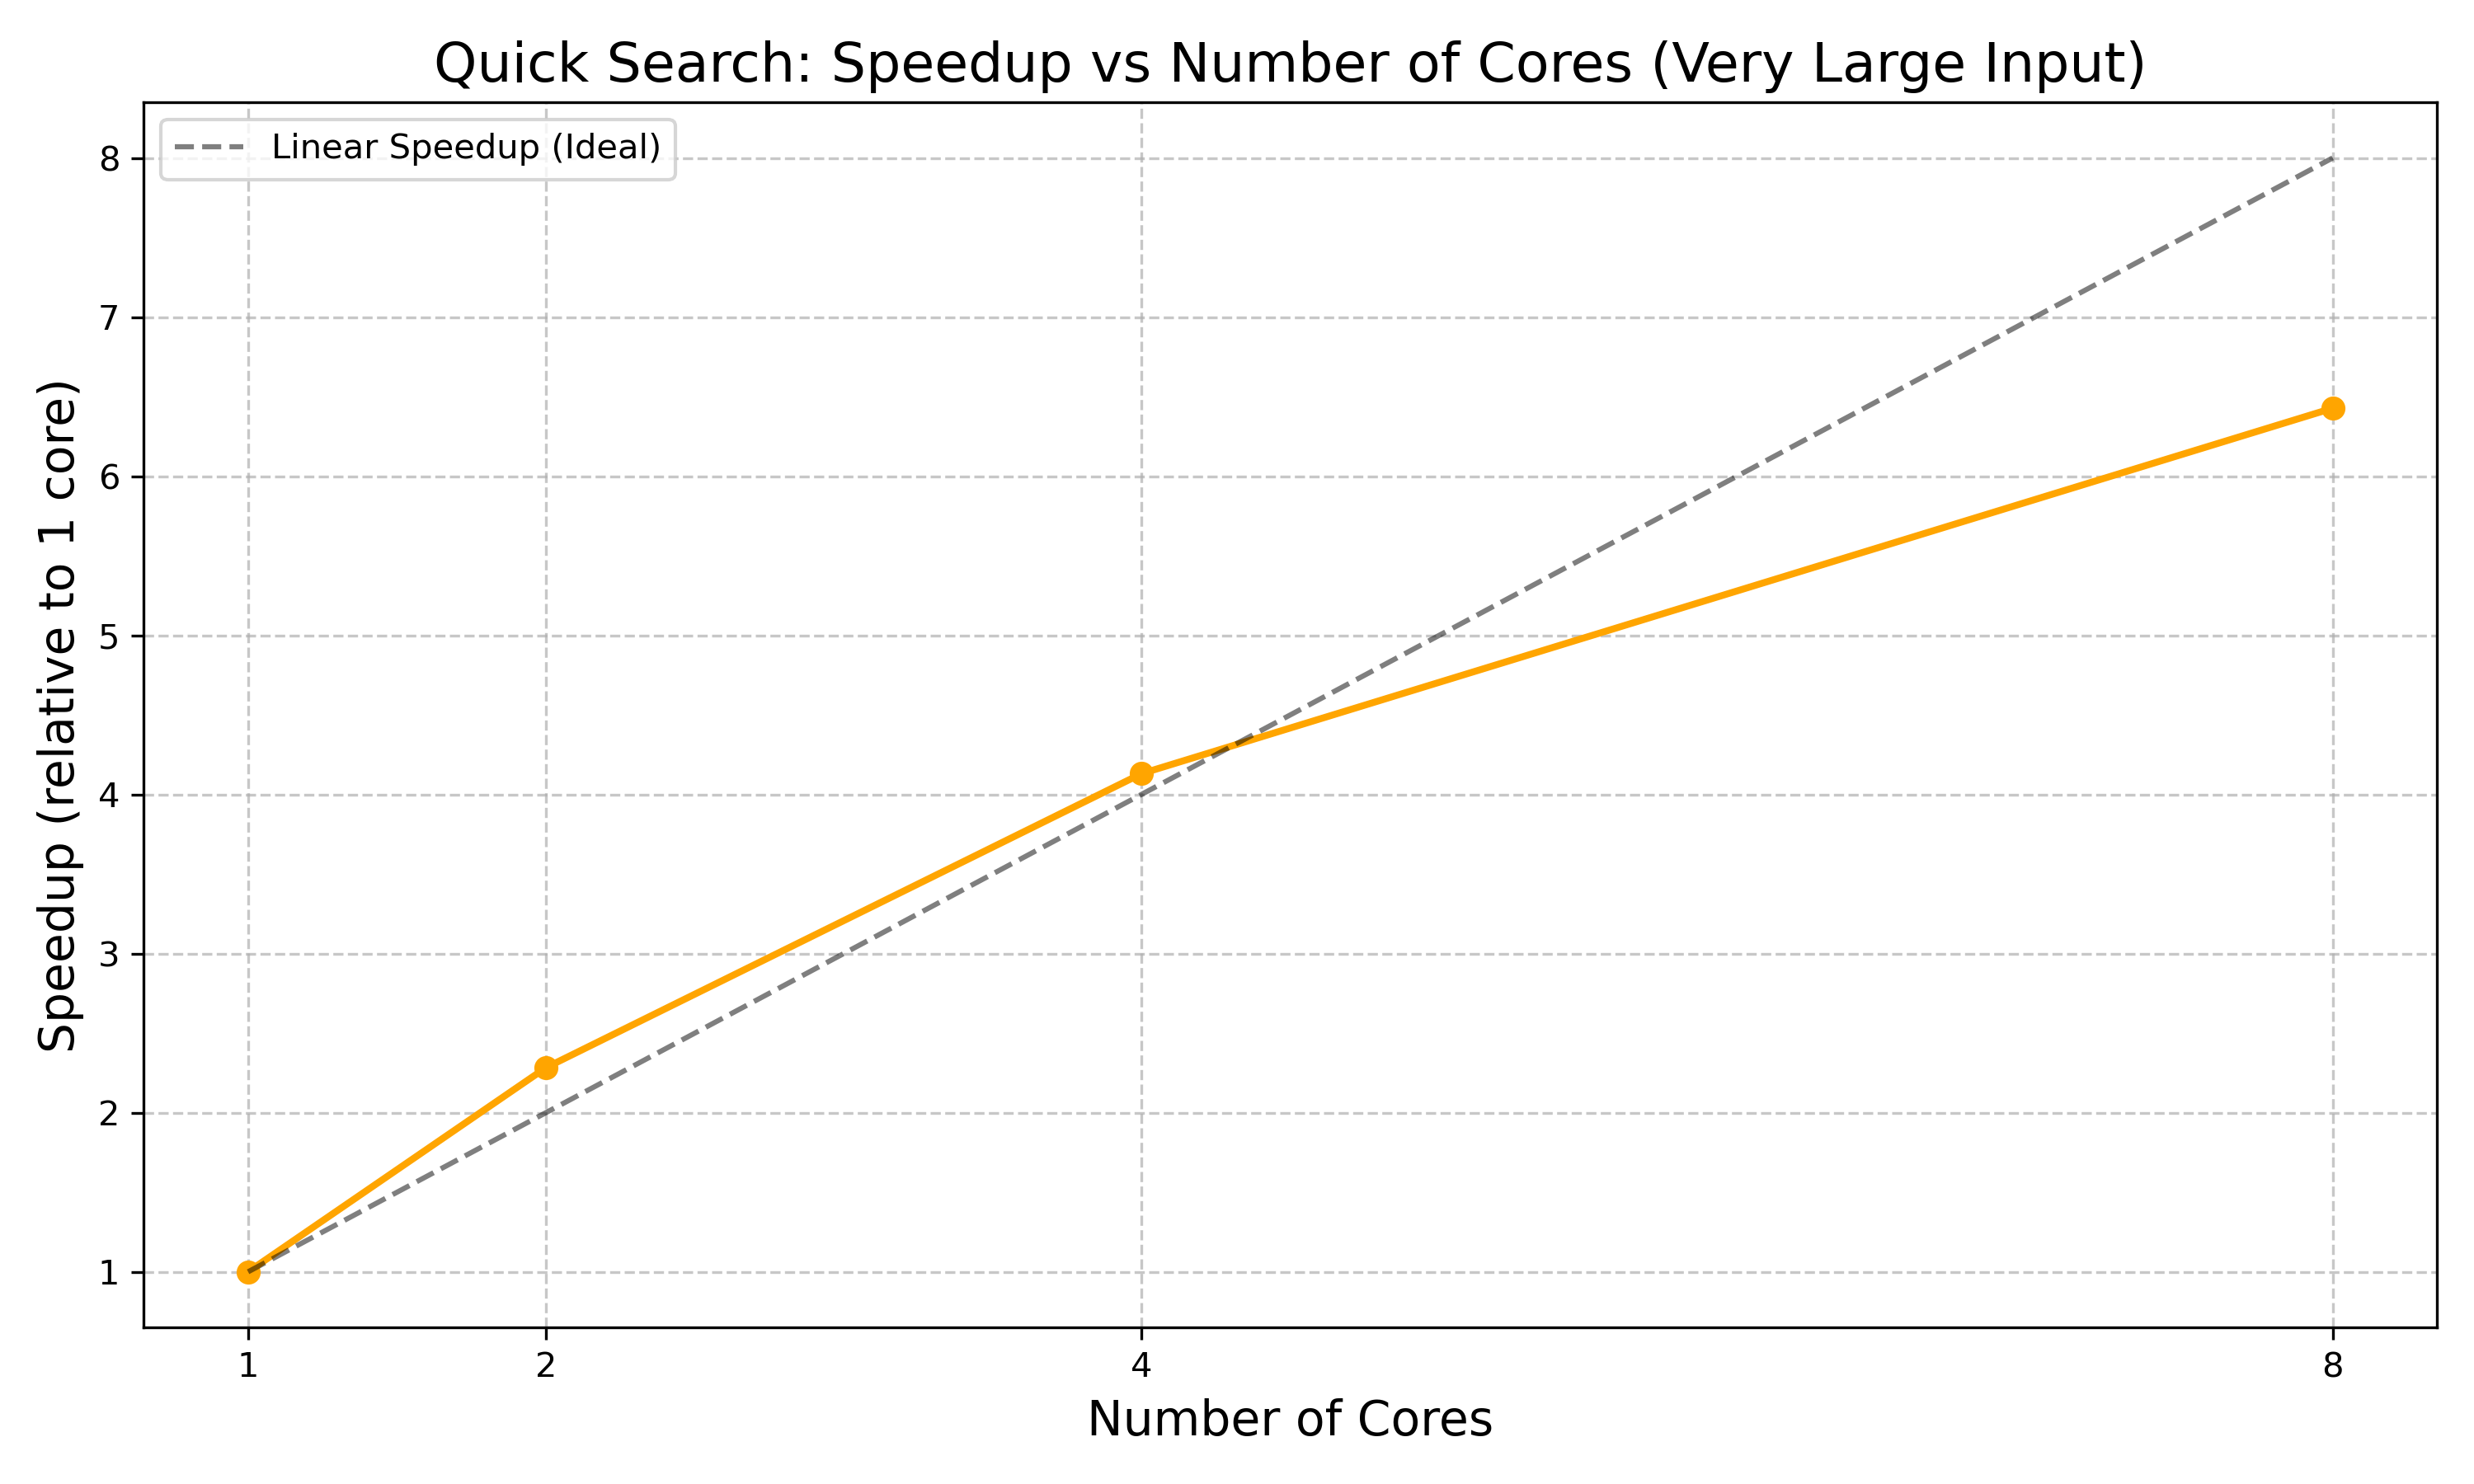 Quick Search: Speedup vs Number of Cores (Very Large Input)
Linear Speedup (Ideal)
Speedup (relative to 1 core)
8
7
6
5
4
3
2
1
1 2 4 8
Number of Cores